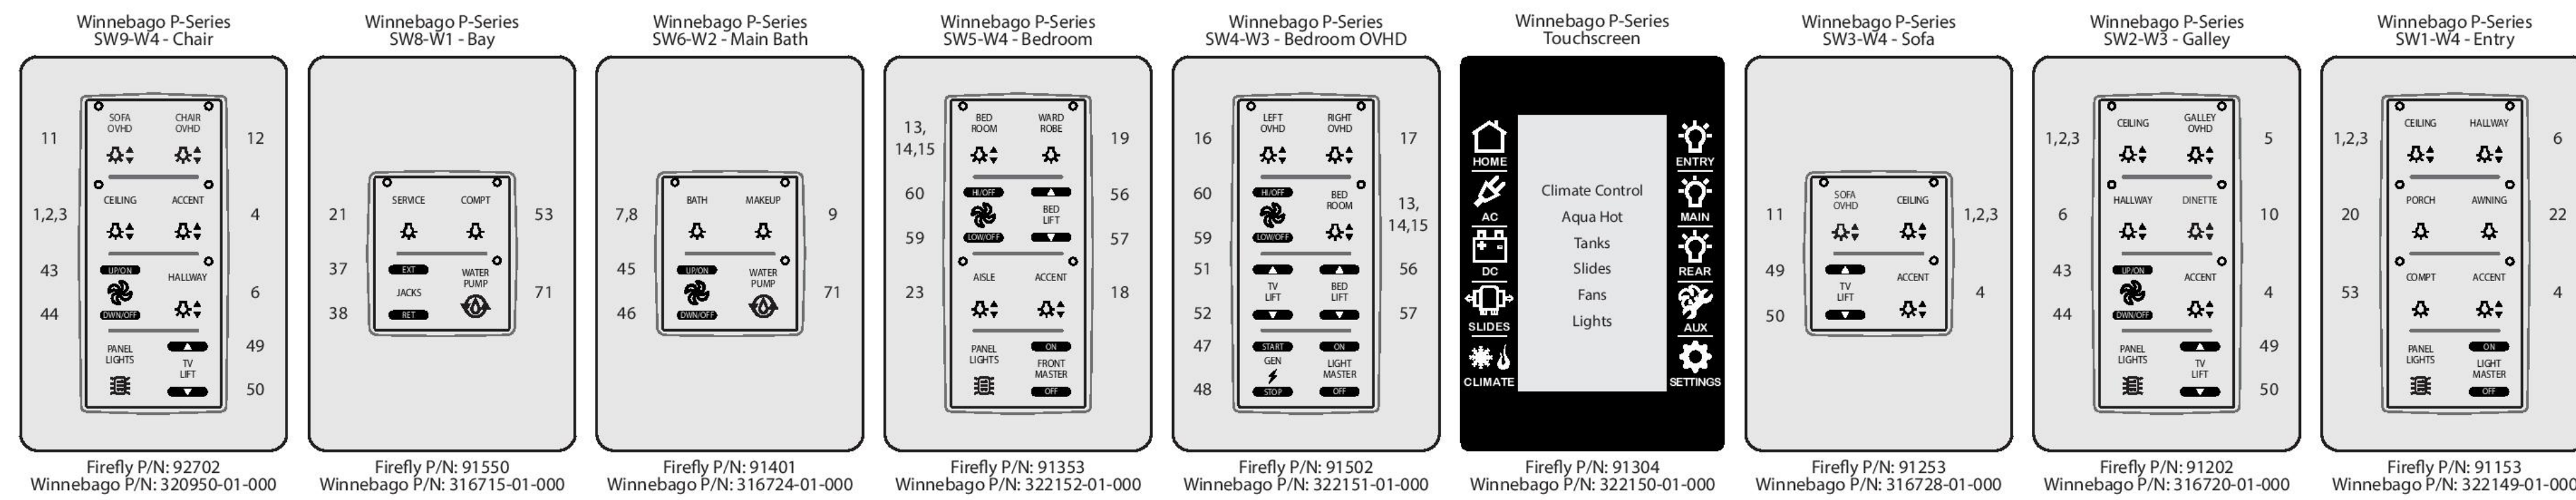 Winnebago P-Series
SW9-W4 - Chair
11
SOFA
OVHD
CHAIR
OVHD
12
1,2,3
CEILING
ACCENT
4
43
UP/ON
HALLWAY
6
44
DWN/OFF
PANEL
LIGHTS
TV
LIFT
49
50
Firefly P/N: 92702
Winnebago P/N: 320950-01-000
Winnebago P-Series
SW8-W1 - Bay
21
SERVICE
COMPT
53
37
EXT
JACKS
RET
38
WATER
PUMP
71
Firefly P/N: 91550
Winnebago P/N: 316715-01-000
Winnebago P-Series
SW6-W2 - Main Bath
7,8
BATH
MAKEUP
9
45
UP/ON
DWN/OFF
46
WATER
PUMP
71
Firefly P/N: 91401
Winnebago P/N: 316724-01-000
Winnebago P-Series
SW5-W4 - Bedroom
13,
14,15
BED
ROOM
WARD
ROBE
19
60
HI/OFF
LOW/OFF
59
BED
LIFT
56
57
23
AISLE
ACCENT
18
PANEL
LIGHTS
ON
FRONT
MASTER
OFF
Firefly P/N: 91353
Winnebago P/N: 322152-01-000
Winnebago P-Series
SW4-W3 - Bedroom OVHD
16
LEFT
OVHD
RIGHT
OVHD
17
60
HI/OFF
LOW/OFF
59
BED
ROOM
13,
14,15
51
TV
LIFT
52
BED
LIFT
56
57
47
START
GEN
STOP
48
ON
LIGHT
MASTER
OFF
Firefly P/N: 91502
Winnebago P/N: 322151-01-000
Winnebago P-Series
Touchscreen
HOME
AC
DC
SLIDES
CLIMATE
Climate Control
Aqua Hot
Tanks
Slides
Fans
Lights
ENTRY
MAIN
REAR
AUX
SETTINGS
Firefly P/N: 91304
Winnebago P/N: 322150-01-000
Winnebago P-Series
SW3-W4 - Sofa
11
SOFA
OVHD
CEILING
1,2,3
49
TV
LIFT
50
ACCENT
4
Firefly P/N: 91253
Winnebago P/N: 316728-01-000
Winnebago P-Series
SW2-W3 - Galley
1,2,3
CEILING
GALLEY
OVHD
5
6
HALLWAY
DINETTE
10
43
UP/ON
DWN/OFF
44
ACCENT
4
PANEL
LIGHTS
TV
LIFT
49
50
Firefly P/N: 91202
Winnebago P/N: 316720-01-000
Winnebago P-Series
SW1-W4 - Entry
1,2,3
CEILING
HALLWAY
6
20
PORCH
AWNING
22
53
COMPT
ACCENT
4
PANEL
LIGHTS
ON
LIGHT
MASTER
OFF
Firefly P/N: 91153
Winnebago P/N: 322149-01-000